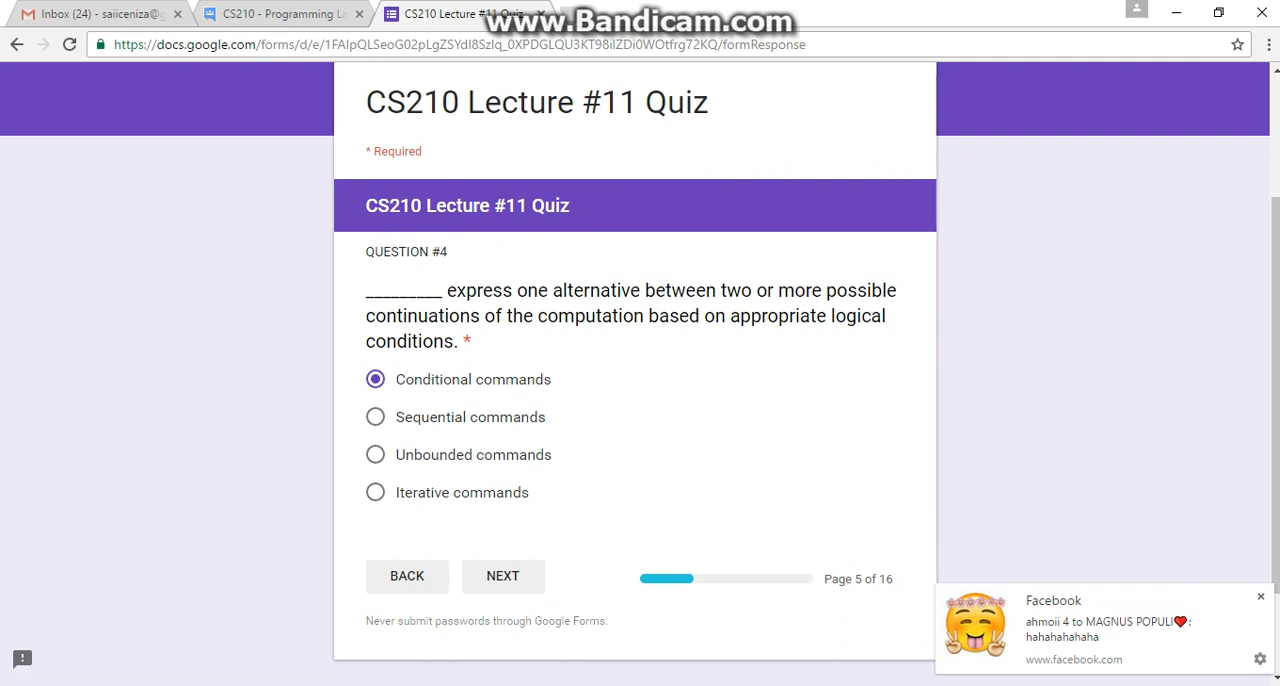 Inbox (24) - saiiceniza@g
CS210 - Programming La
CS210 Lecture #11 Quiz
www.Bandicam.com
https://docs.google.com/forms/d/e/1FAIpQLSeoG02pLgZSYdI8SzIq_0XPDGLQU3KT98iIZDi0WOtfrg72KQ/formResponse
CS210 Lecture #11 Quiz
* Required
CS210 Lecture #11 Quiz
QUESTION #4
_________ express one alternative between two or more possible
continuations of the computation based on appropriate logical
conditions. *
Conditional commands
Sequential commands
Unbounded commands
Iterative commands
BACK
NEXT
Page 5 of 16
Never submit passwords through Google Forms.
Facebook
ahmoii 4 to MAGNUS POPULI❤:
hahahahahaha
www.facebook.com